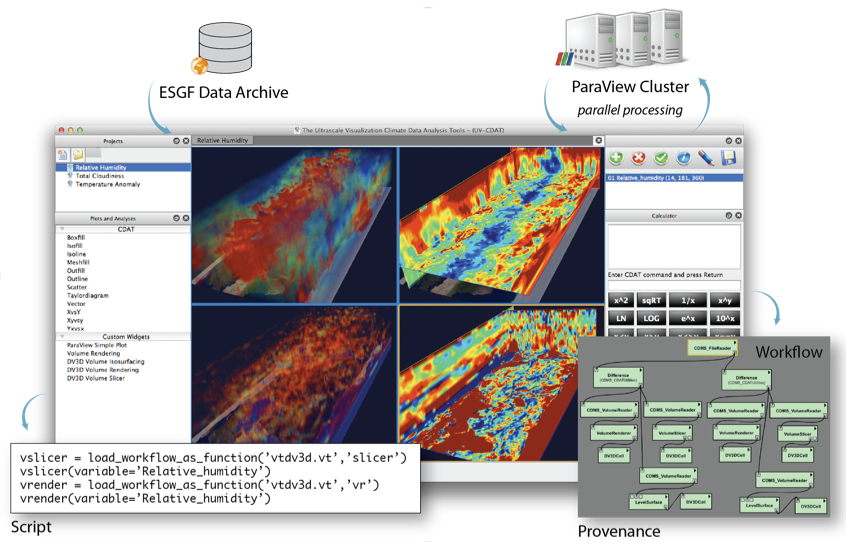 ESGF Data Archive
ParaView Cluster
parallel processing
The Ultrascale Visualization Climate Data Analysis Tools - (UV-CDAT)
Projects
Relative Humidity
Total Cloudiness
Temperature Anomaly
Plots and Analyses
CDAT
Boxfill
Isofill
Isoline
Meshfill
Outfill
Outline
Scatter
Taylordiagram
Vector
XvsY
Xyvsy
Yxvsx
Custom Widgets
ParaView Simple Plot
Volume Rendering
DV3D Volume Isosurfacing
DV3D Volume Rendering
DV3D Volume Slicer
Relative Humidity
01 Relative_humidity (14, 181, 360)
Calculator
Enter CDAT command and press Return
x^2 sqRT 1/x x^y
LN LOG e^x 10^x
Workflow
CDMS_FileReader
Difference Difference
CDMS_VolumeReader CDMS_VolumeReader CDMS_VolumeReader CDMS_VolumeReader
VolumeRenderer VolumeSlicer VolumeRenderer VolumeSlicer
DV3DCell DV3DCell DV3DCell DV3DCell
CDMS_VolumeReader CDMS_VolumeReader
LevelSurface DV3DCell LevelSurface DV3DCell
Provenance
vslicer = load_workflow_as_function('vtdv3d.vt','slicer')
vslicer(variable='Relative_humidity')
vrender = load_workflow_as_function('vtdv3d.vt','vr')
vrender(variable='Relative_humidity')
Script